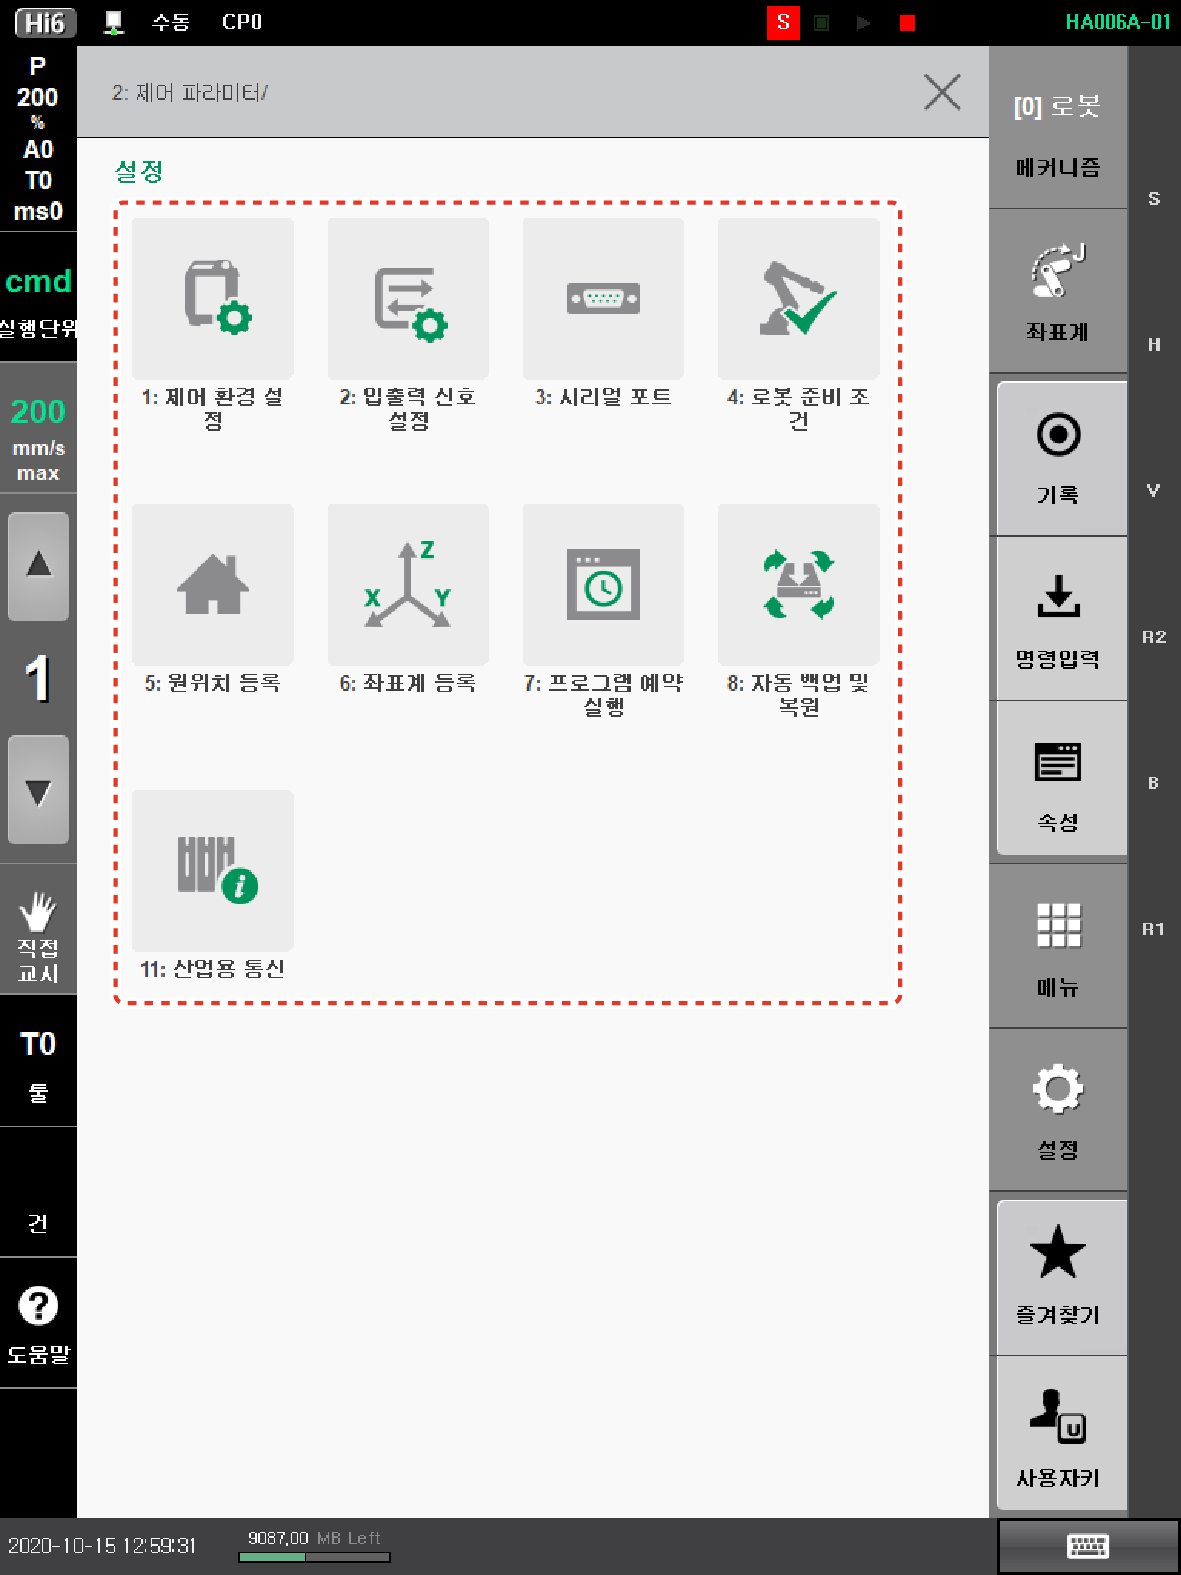 Hi6 수동 CP0 S HA006A-01
P
200
%
A0
T0
ms0
cmd
실행단위
200
mm/s
max
1
직접
교시
T0
툴
건
도움말
2: 제어 파라미터/
설정
1: 제어 환경 설
정
2: 입출력 신호
설정
3: 시리얼 포트
4: 로봇 준비 조
건
5: 원위치 등록
6: 좌표계 등록
7: 프로그램 예약
실행
8: 자동 백업 및
복원
11: 산업용 통신
Z
X
Y
i
[0] 로봇
메커니즘
J
좌표계
기록
명령입력
속성
메뉴
설정
즐겨찾기
U
사용자키
S
H
V
R2
B
R1
2020-10-15 12:59:31
9087,00 MB Left